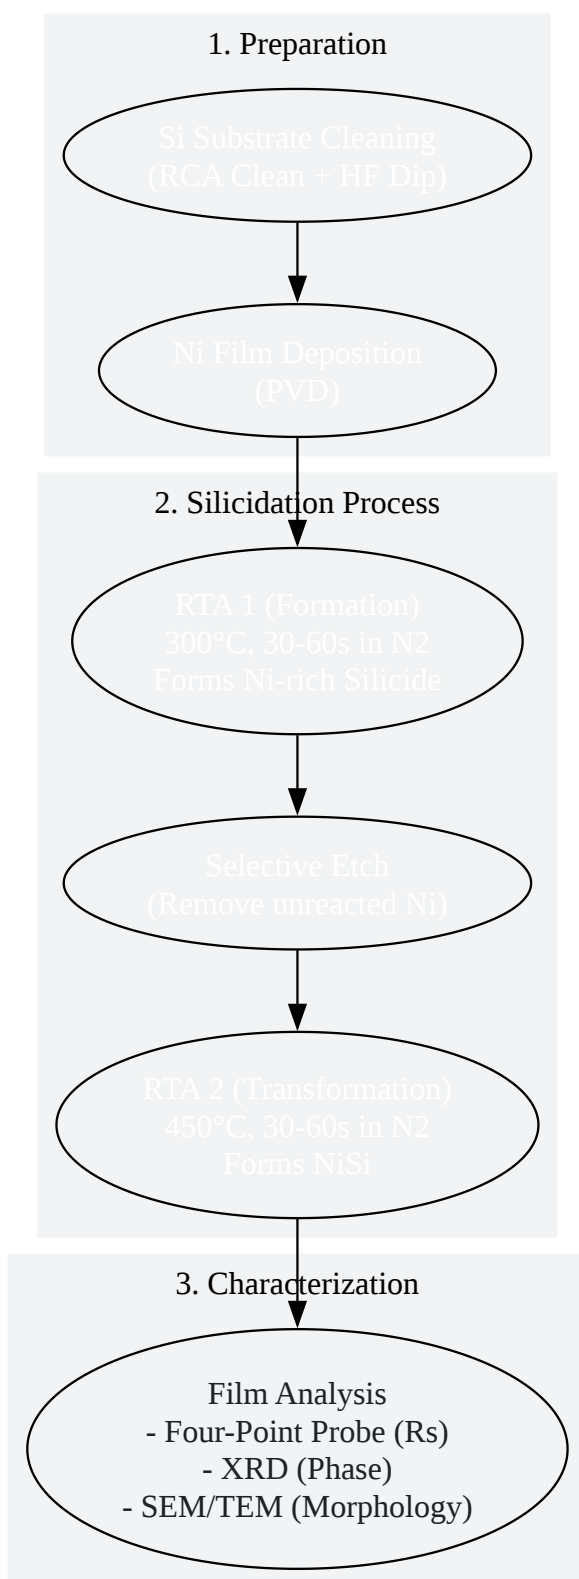 1. Preparation
Si Substrate Cleaning
(RCA Clean + HF Dip)
Ni Film Deposition
(PVD)
2. Silicidation Process
RTA 1 (Formation)
300°C, 30-60s in N2
Forms Ni-rich Silicide
Selective Etch
(Remove unreacted Ni)
RTA 2 (Transformation)
450°C, 30-60s in N2
Forms NiSi
3. Characterization
Film Analysis
- Four-Point Probe (Rs)
- XRD (Phase)
- SEM/TEM (Morphology)